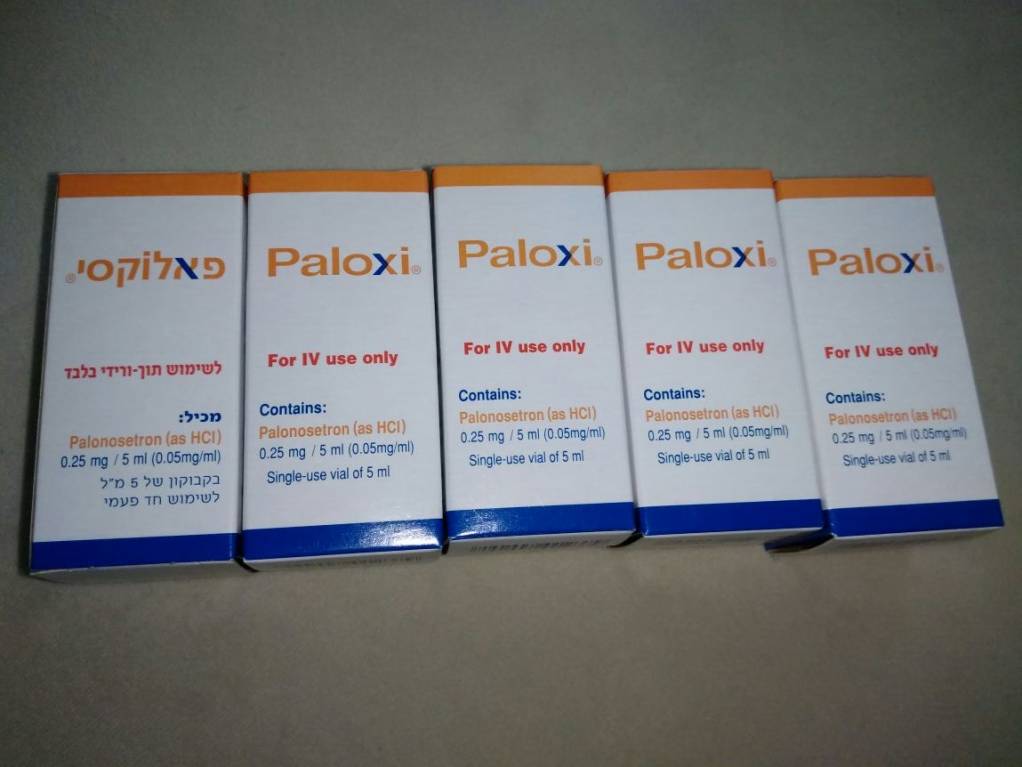 פאלוקסי®
לשימוש תוך-ורידי בלבד
מכיל:
Palonosetron (as HCl)
0.25 mg / 5 ml (0.05mg/ml)
בקבוקון של 5 מ"ל
לשימוש חד פעמי
Paloxi®
For IV use only
Contains:
Palonosetron (as HCl)
0.25 mg / 5 ml (0.05mg/ml)
Single-use vial of 5 ml
Paloxi®
For IV use only
Contains:
Palonosetron (as HCl)
0.25 mg / 5 ml (0.05mg/ml)
Single-use vial of 5 ml
Paloxi®
For IV use only
Contains:
Palonosetron (as HCl)
0.25 mg / 5 ml (0.05mg/ml)
Single-use vial of 5 ml
Paloxi®
For IV use only
Contains:
Palonosetron (as HCl)
0.25 mg / 5 ml (0.05mg/ml)
Single-use vial of 5 ml